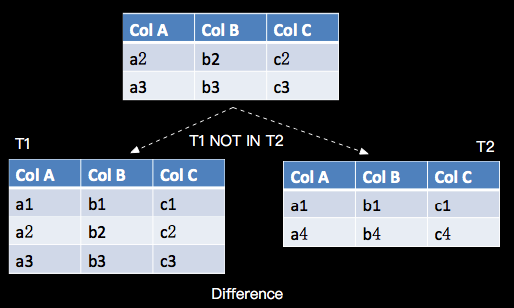 Col A Col B Col C
a2 b2 c2
a3 b3 c3
T1 NOT IN T2
T1
Col A Col B Col C
a1 b1 c1
a2 b2 c2
a3 b3 c3
T2
Col A Col B Col C
a1 b1 c1
a4 b4 c4
Difference